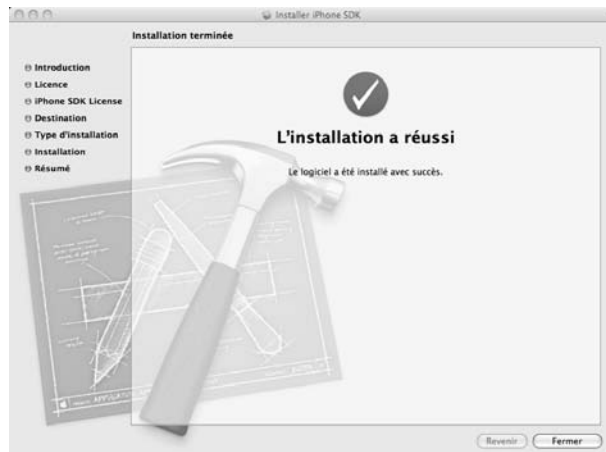 Installer iPhone SDK
Installation terminée
Introduction
Licence
iPhone SDK License
Destination
Type d'installation
Installation
Résumé
L'installation a réussi
Le logiciel a été installé avec succès.
Revenir
Fermer